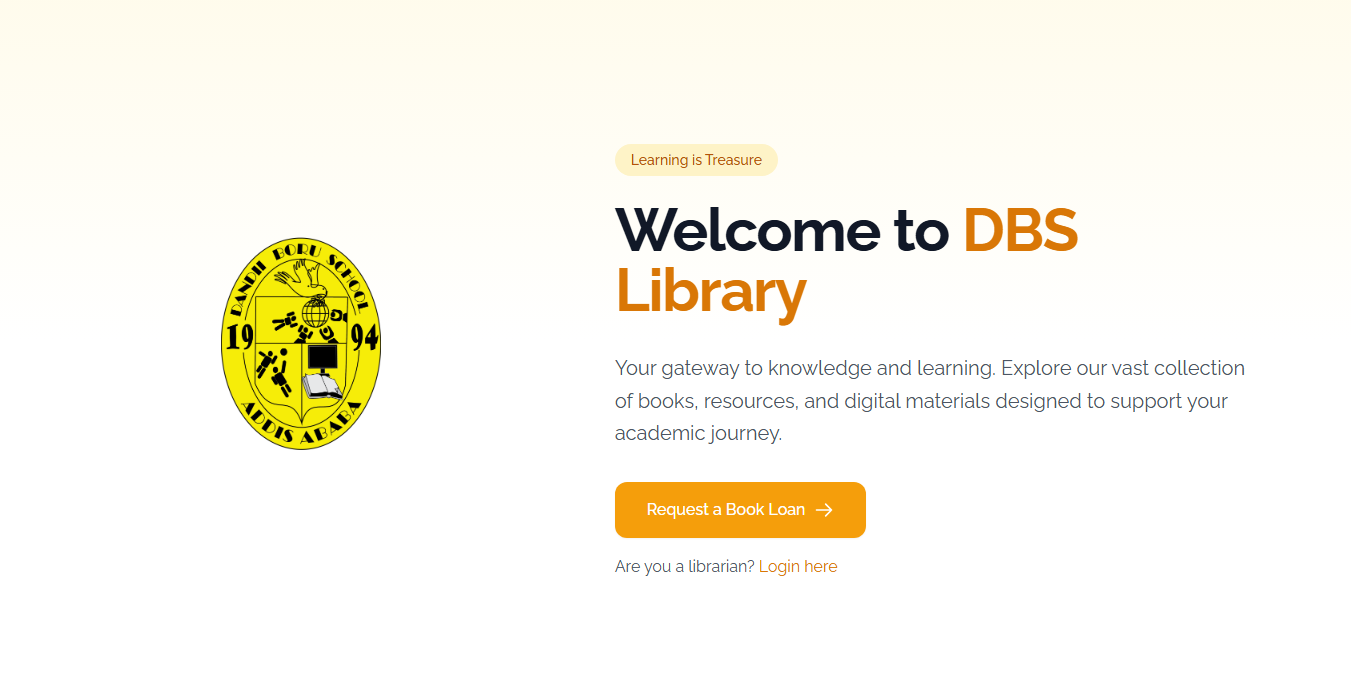 DANDII BORU SCHOOL
1994
ADDIS ABABA
Learning is Treasure
Welcome to DBS
Library
Your gateway to knowledge and learning. Explore our vast collection
of books, resources, and digital materials designed to support your
academic journey.
Request a Book Loan →
Are you a librarian? Login here